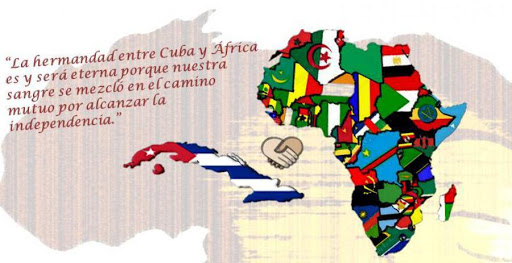 “La hermandad entre Cuba y África
es y será eterna porque nuestra
sangre se mezcló en el camino
mutuo por alcanzar la
independencia.”